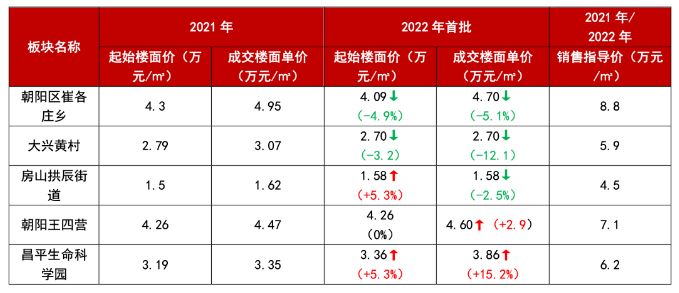 板块名称
2021 年
2022 年首批
2021 年/
2022 年
起始楼面价（万
元/㎡）
成交楼面单价
（万元/㎡）
起始楼面价（万
元/㎡）
成交楼面单价
（万元/㎡）
销售指导价（万元
/㎡）
朝阳区崔各
庄乡
4.3
4.95
4.09↓
（-4.9%）
4.70↓
（-5.1%）
8.8
大兴黄村
2.79
3.07
2.70↓
（-3.2）
2.70↓
（-12.1）
5.9
房山拱辰街
道
1.5
1.62
1.58↑
（+5.3%）
1.58↓
（-2.5%）
4.5
朝阳王四营
4.26
4.47
4.26
（0%）
4.60↑（+2.9）
7.1
昌平生命科
学园
3.19
3.35
3.36↑
（+5.3%）
3.86↑
（+15.2%）
6.2